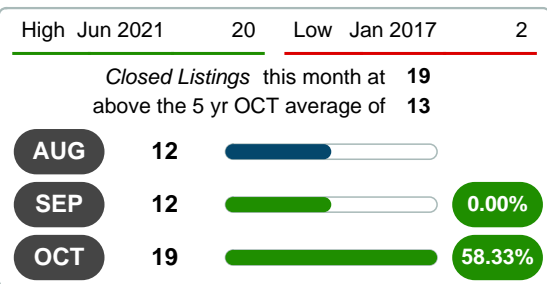 High Jun 2021 20 Low Jan 2017 2
Closed Listings this month at 19
above the 5 yr OCT average of 13
AUG 12
SEP 12 0.00%
OCT 19 58.33%